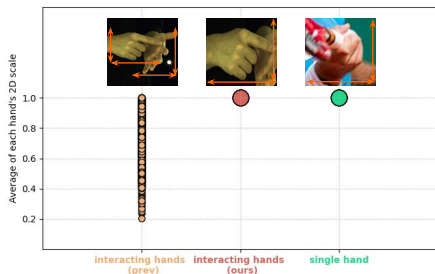 Average of each hand's 2D scale
1.0
0.8
0.6
0.4
0.2
interacting hands
(prev)
interacting hands
(ours)
single hand